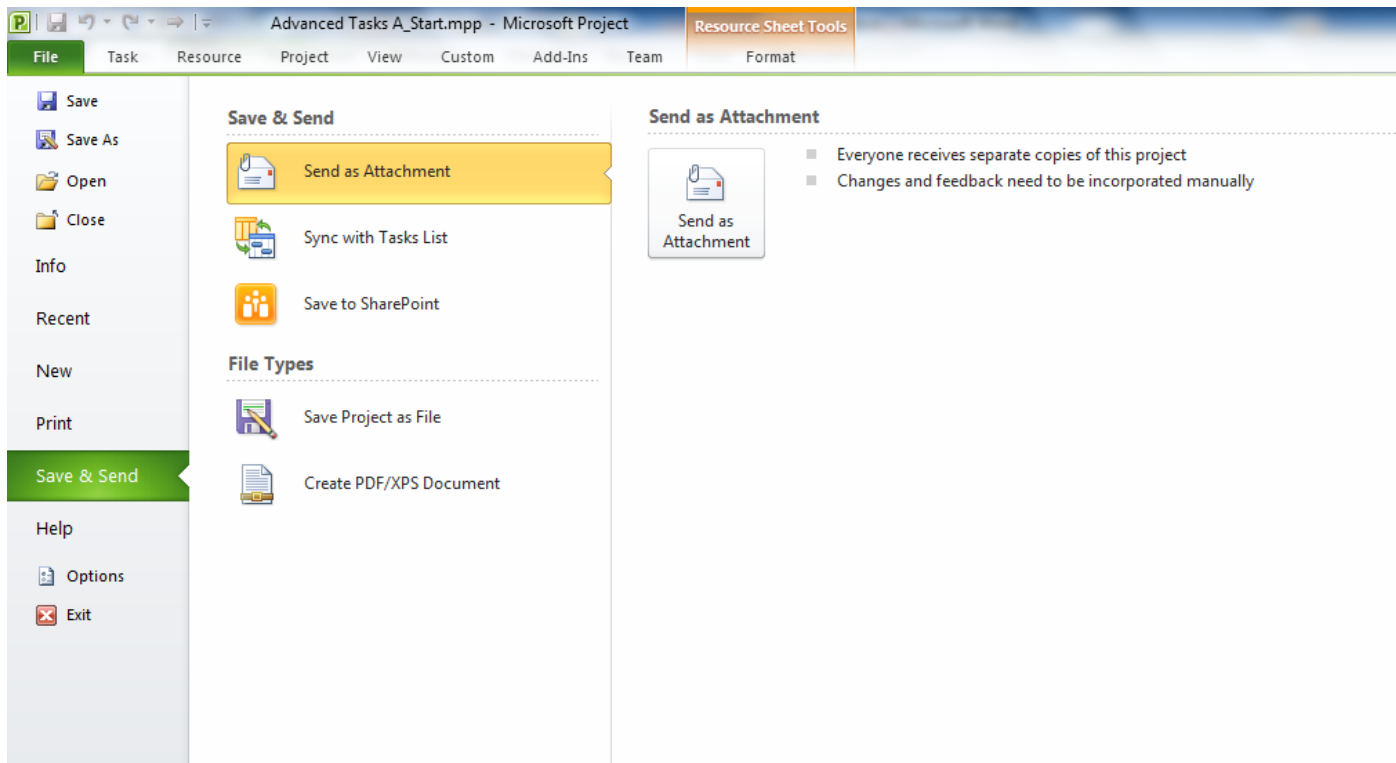 Advanced Tasks A_Start.mpp - Microsoft Project
Resource Sheet Tools
File Task Resource Project View Custom Add-Ins Team Format
Save
Save As
Open
Close
Info
Recent
New
Print
Save & Send
Help
Options
Exit
Save & Send
Send as Attachment
Sync with Tasks List
Save to SharePoint
File Types
Save Project as File
Create PDF/XPS Document
Send as Attachment
Send as
Attachment
Everyone receives separate copies of this project
Changes and feedback need to be incorporated manually